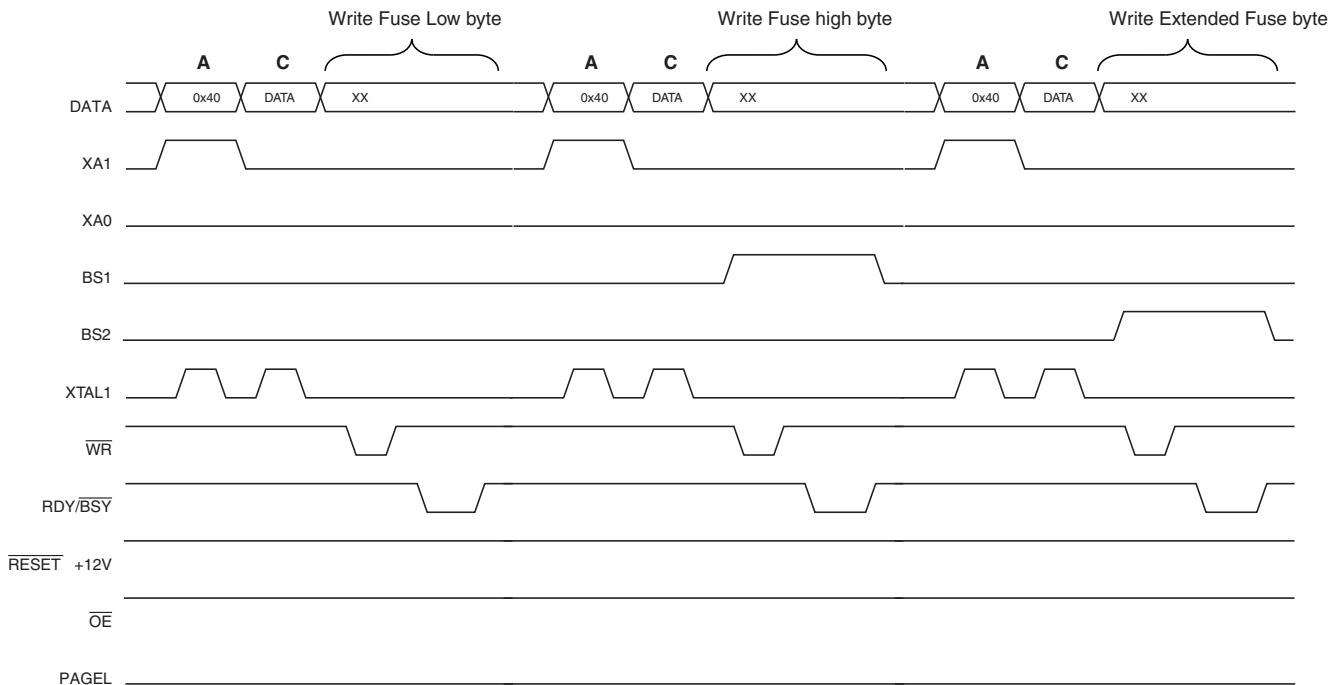 Write Fuse Low byte Write Fuse high byte Write Extended Fuse byte
A C A C A C
DATA 0x40 DATA XX 0x40 DATA XX 0x40 DATA XX
XA1
XA0
BS1
BS2
XTAL1
WR
RDY/BSY
RESET +12V
OE
PAGEL